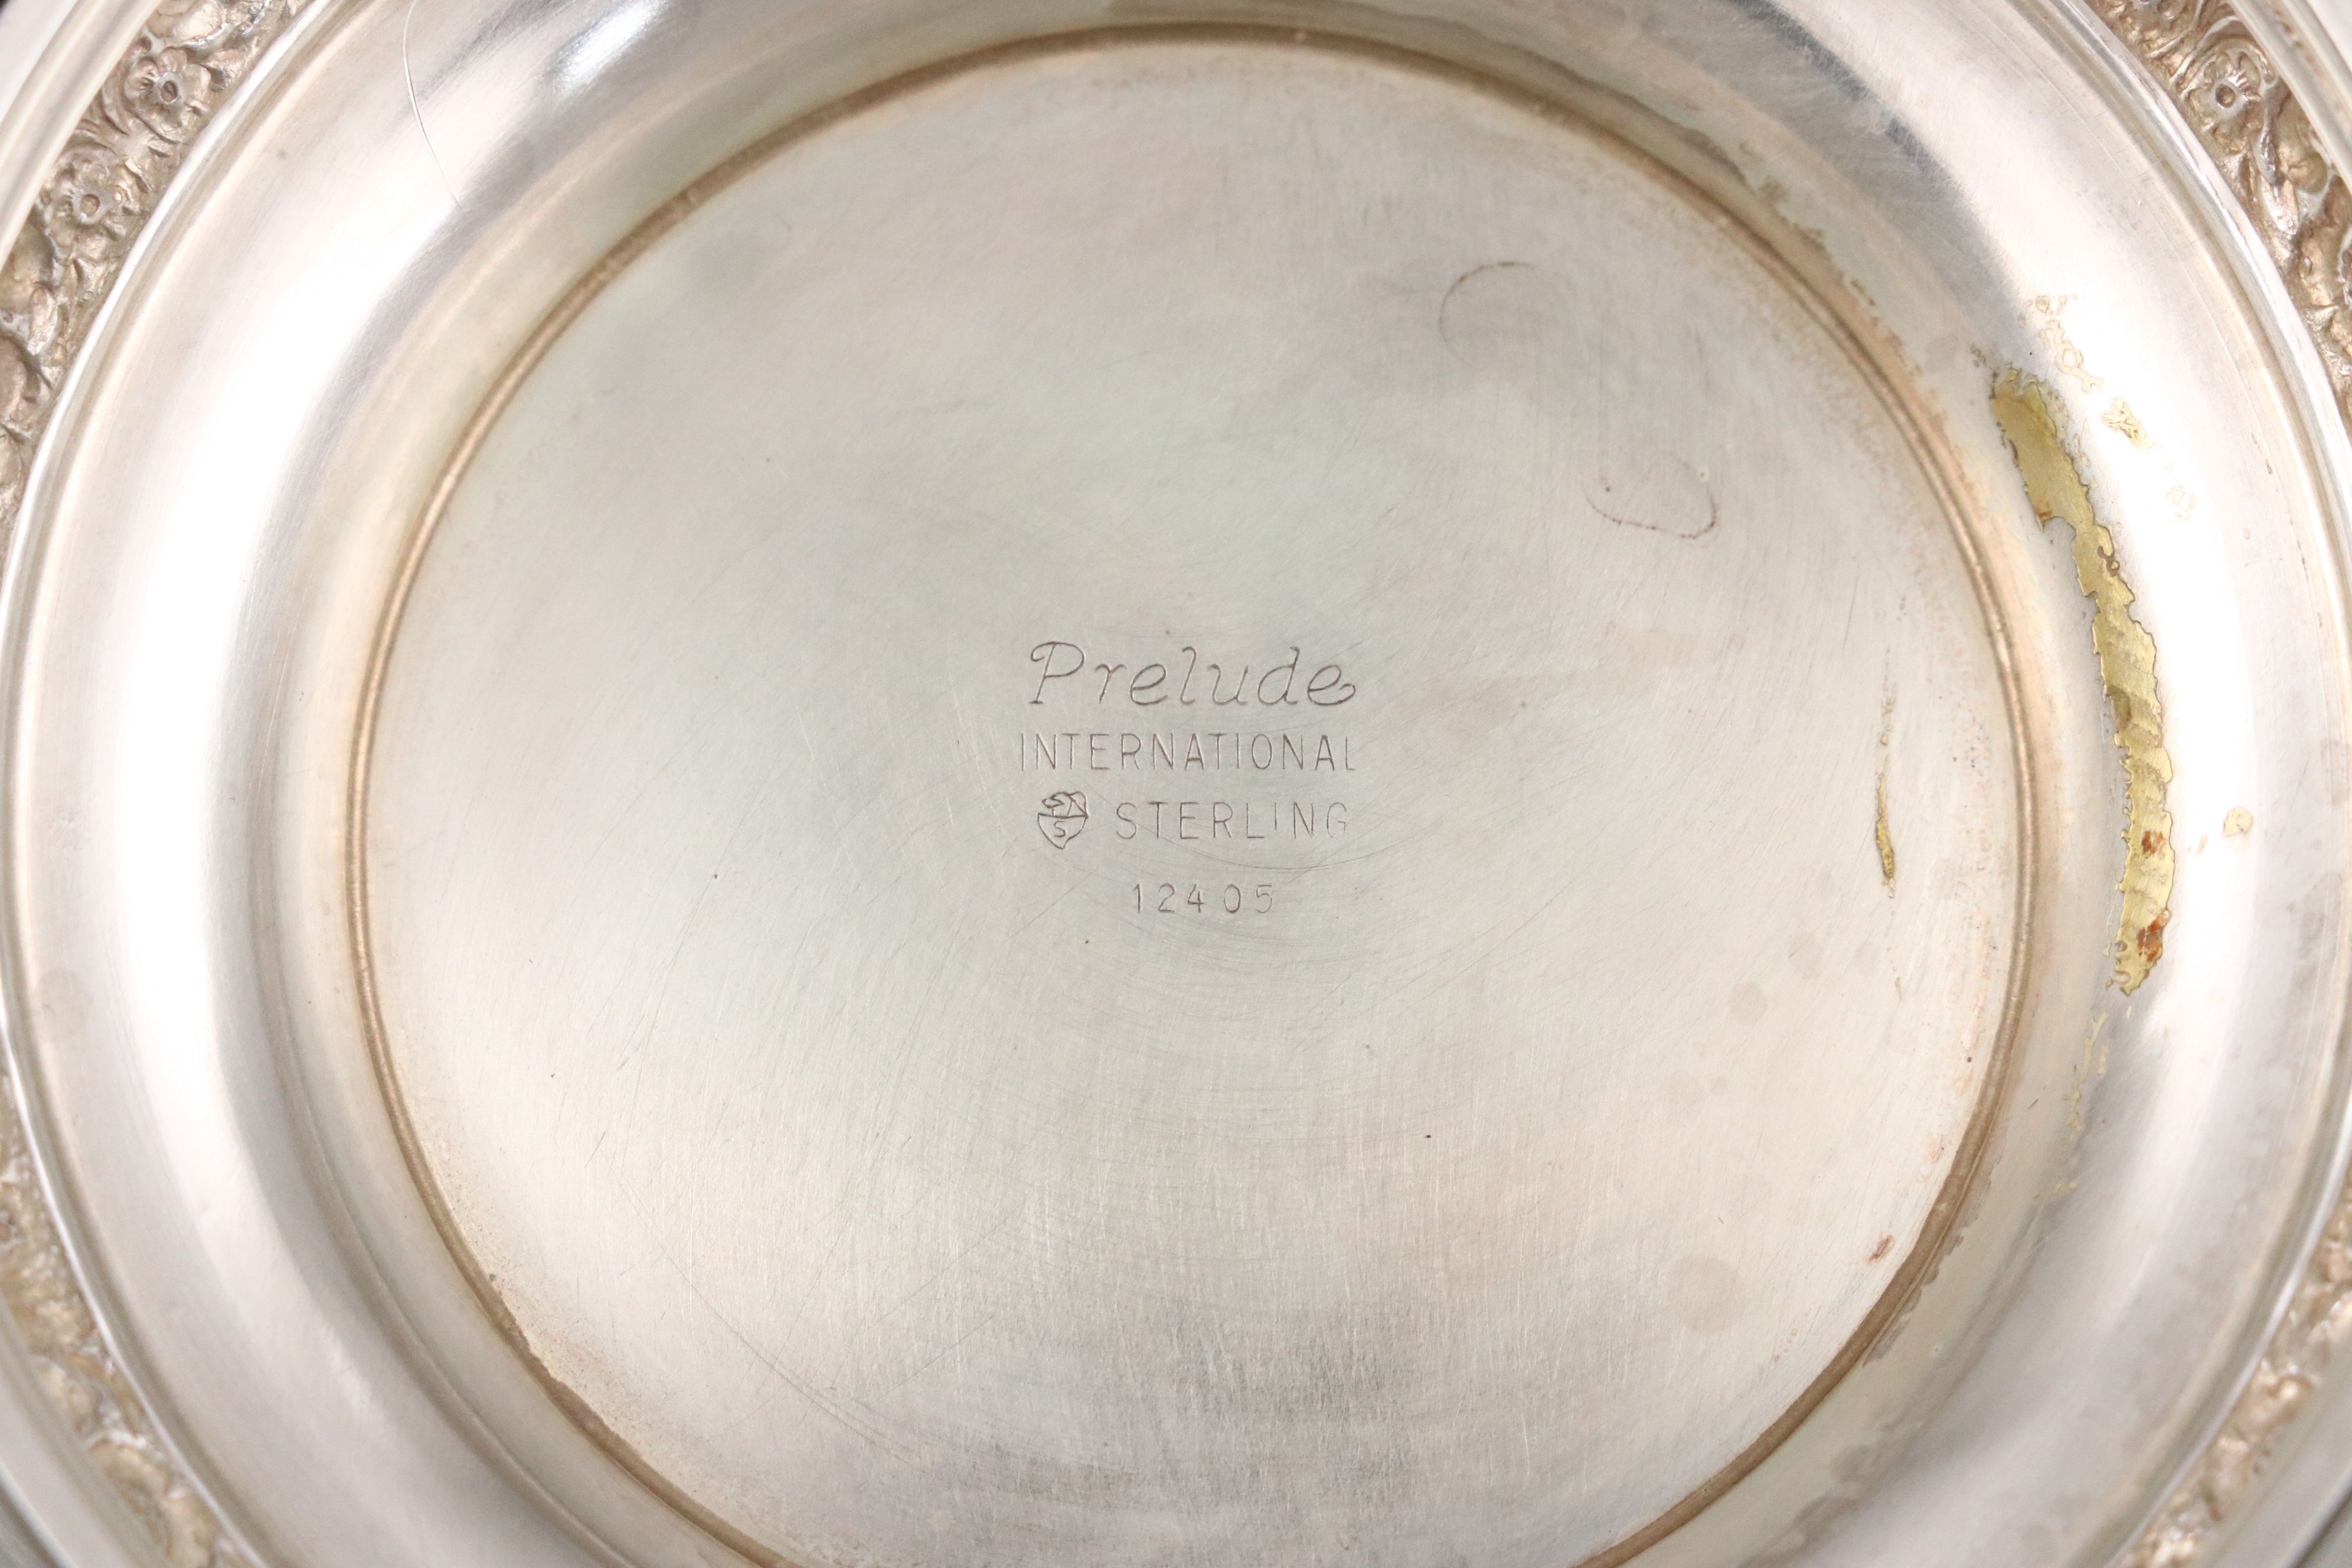 Prelude
INTERNATIONAL
STERLING
12405